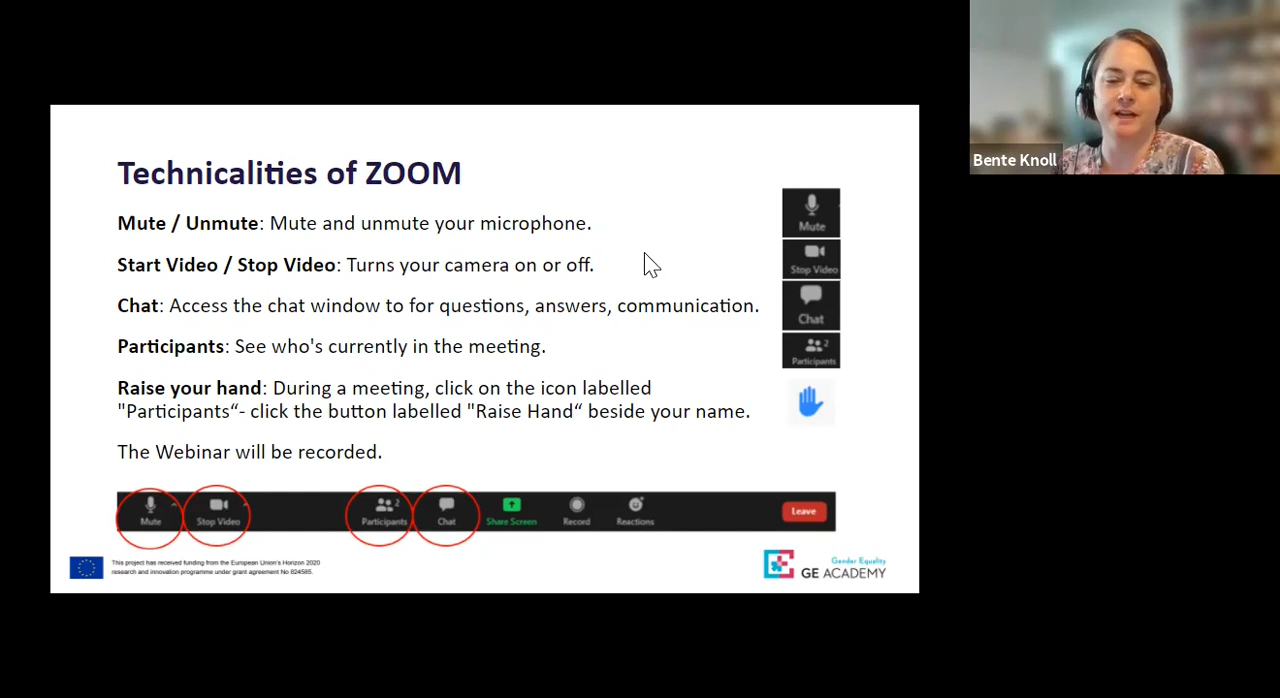 Technicalities of ZOOM
Mute / Unmute: Mute and unmute your microphone.
Start Video / Stop Video: Turns your camera on or off.
Chat: Access the chat window to for questions, answers, communication.
Participants: See who's currently in the meeting.
Raise your hand: During a meeting, click on the icon labelled
"Participants“- click the button labelled "Raise Hand“ beside your name.
The Webinar will be recorded.
Mute
Stop Video
Chat
2
Participants
Mute
Stop Video
2
Participants
Chat
Share Screen
Record
Reactions
Leave
This project has received funding from the European Union's Horizon 2020
research and innovation programme under grant agreement No 824585.
Gender Equality
GE ACADEMY
Bente Knoll